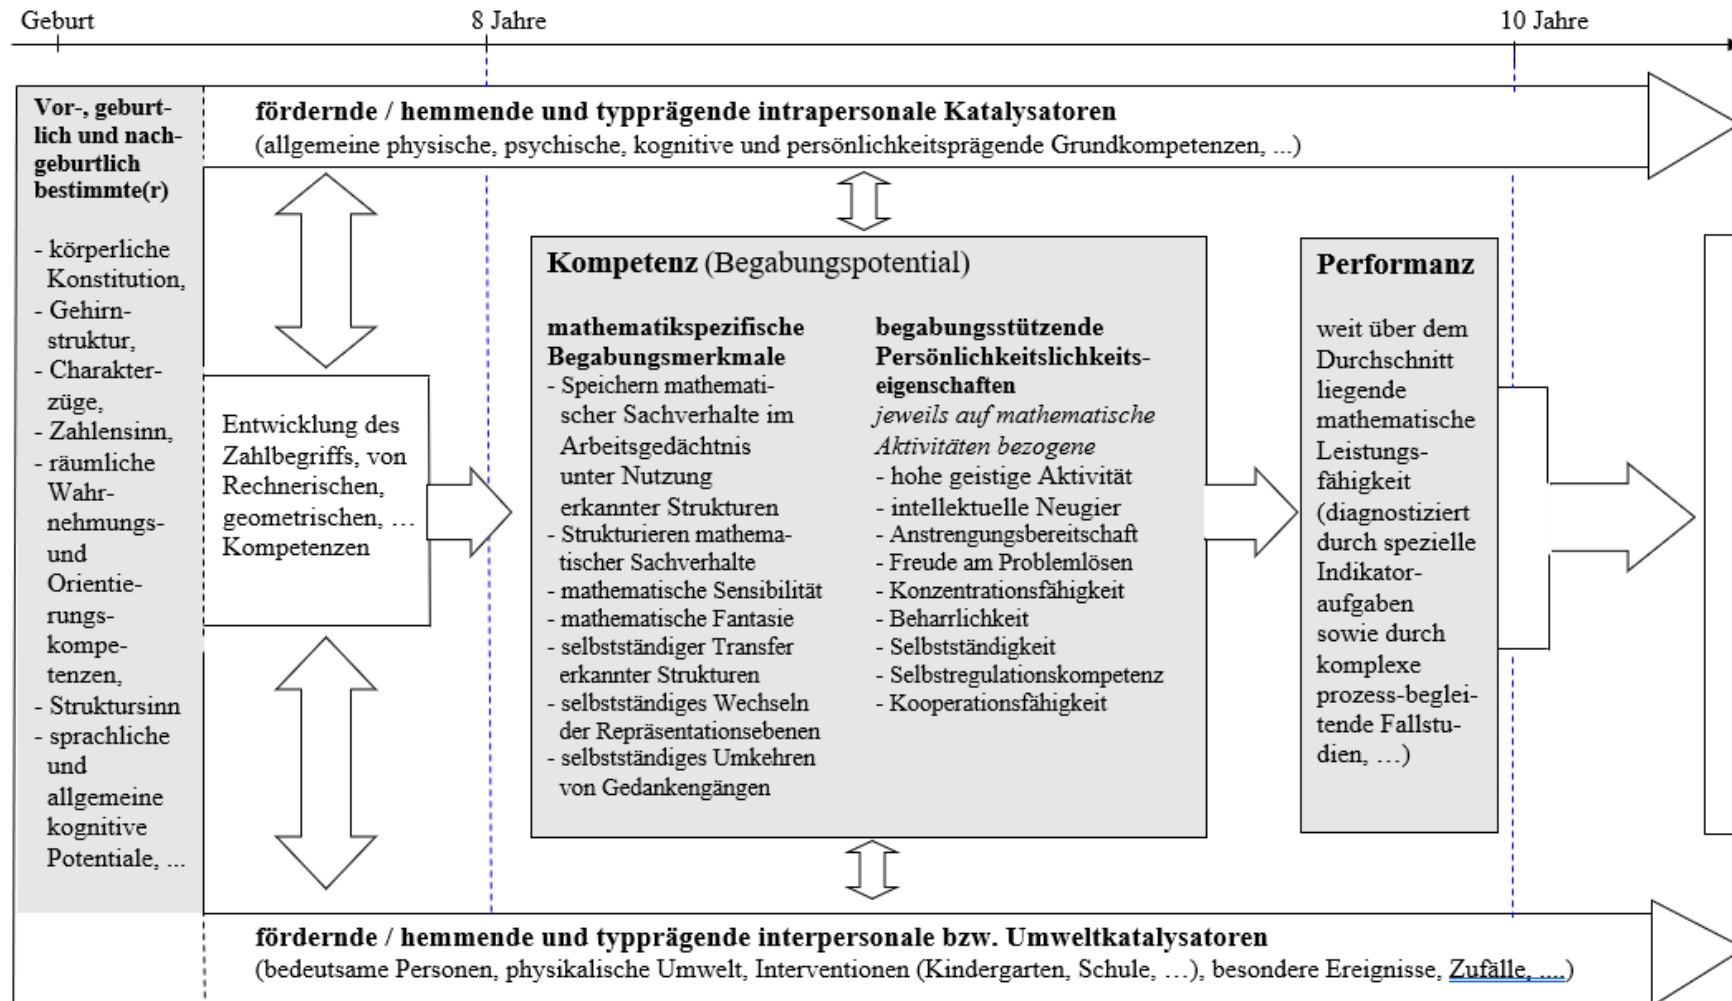 Geburt
8 Jahre
10 Jahre
Vor-, geburt-
lich und nach-
geburtlich
bestimmte(r)
- körperliche
Konstitution,
- Gehirn-
struktur,
- Charakter-
züge,
- Zahlensinn,
- räumliche
Wahr-
nehmungs-
und
Orientie-
rungs-
kompe-
tenzen,
- Struktursinn
- sprachliche
und
allgemeine
kognitive
Potentiale, ...
fördernde / hemmende und typprägende intrapersonale Katalysatoren
(allgemeine physische, psychische, kognitive und persönlichkeitsprägende Grundkompetenzen, ...)
Entwicklung des
Zahlbegriffs, von
Rechnerischen,
geometrischen, …
Kompetenzen
Kompetenz (Begabungspotential)
mathematikspezifische
Begabungsmerkmale
- Speichern mathemati-
scher Sachverhalte im
Arbeitsgedächtnis
unter Nutzung
erkannter Strukturen
- Strukturieren mathema-
tischer Sachverhalte
- mathematische Sensibilität
- mathematische Fantasie
- selbstständiger Transfer
erkannter Strukturen
- selbstständiges Wechseln
der Repräsentationsebenen
- selbstständiges Umkehren
von Gedankengängen
begabungsstützende
Persönlichkeitslichkeits-
eigenschaften
jeweils auf mathematische
Aktivitäten bezogene
- hohe geistige Aktivität
- intellektuelle Neugier
- Anstrengungsbereitschaft
- Freude am Problemlösen
- Konzentrationsfähigkeit
- Beharrlichkeit
- Selbstständigkeit
- Selbstregulationskompetenz
- Kooperationsfähigkeit
Performanz
weit über dem
Durchschnitt
liegende
mathematische
Leistungs-
fähigkeit
(diagnostiziert
durch spezielle
Indikator-
aufgaben
sowie durch
komplexe
prozess-beglei-
tende Fallstu-
dien, …)
fördernde / hemmende und typprägende interpersonale bzw. Umweltkatalysatoren
(bedeutsame Personen, physikalische Umwelt, Interventionen (Kindergarten, Schule, …), besondere Ereignisse, Zufälle, ....)